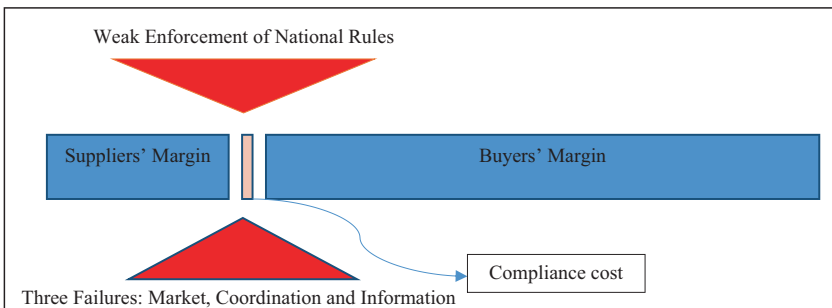 Weak Enforcement of National Rules
Suppliers’ Margin
Buyers’ Margin
Compliance cost
Three Failures: Market, Coordination and Information